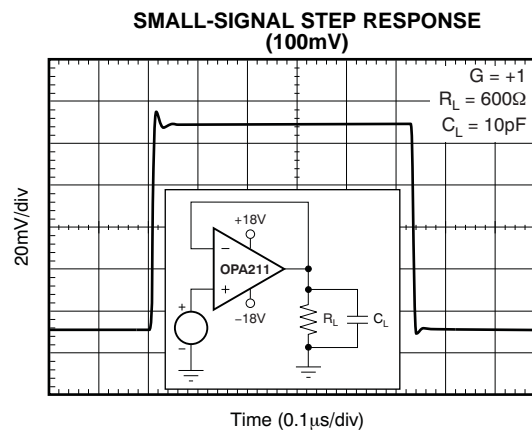 SMALL-SIGNAL STEP RESPONSE
(100mV)
G = +1
R_L = 600Ω
C_L = 10pF
20mV/div
+18V
−
OPA211
+
−18V
+
−
R_L
C_L
Time (0.1μs/div)